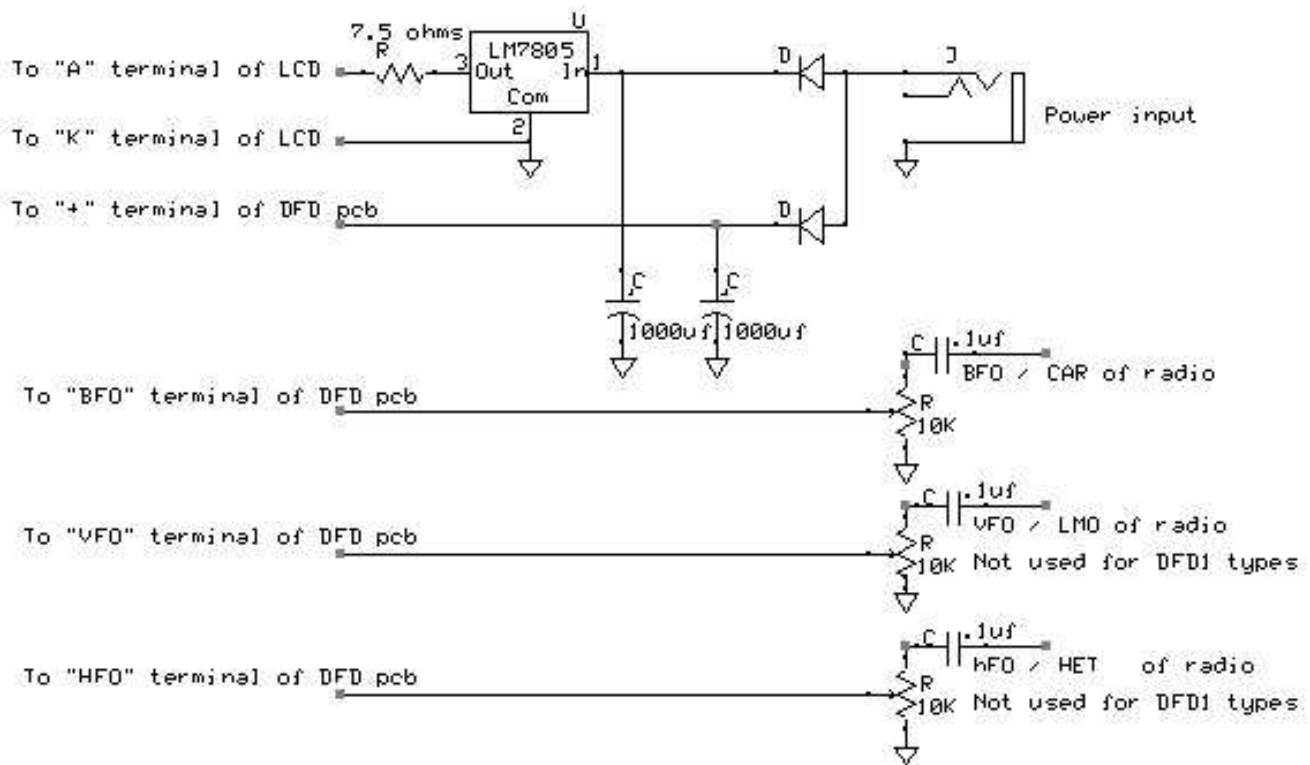 7.5 ohms
R
U
LM7805
3
Out
In
1
Com
2
D
J
To "A" terminal of LCD
To "K" terminal of LCD
Power input
To "+" terminal of DFD pcb
D
C
C
1000uf
1000uf
C
.1uf
BFO / CAR of radio
To "BFO" terminal of DFD pcb
R
10K
C
.1uf
VFO / LMO of radio
To "VFO" terminal of DFD pcb
R
10K
Not used for DFD1 types
C
.1uf
hFO / HET of radio
To "HFO" terminal of DFD pcb
R
10K
Not used for DFD1 types